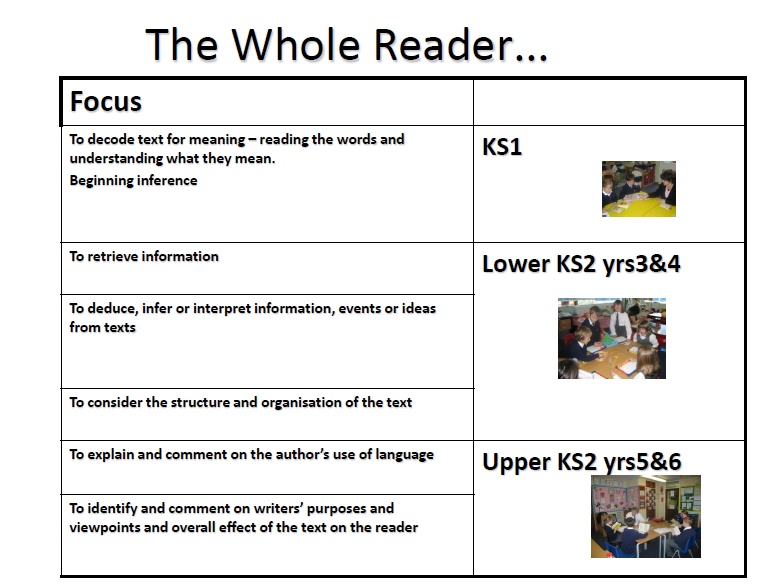 The Whole Reader...
Focus
To decode text for meaning – reading the words and
understanding what they mean.
Beginning inference
KS1
To retrieve information
Lower KS2 yrs3&4
To deduce, infer or interpret information, events or ideas
from texts
To consider the structure and organisation of the text
To explain and comment on the author’s use of language
Upper KS2 yrs5&6
To identify and comment on writers’ purposes and
viewpoints and overall effect of the text on the reader